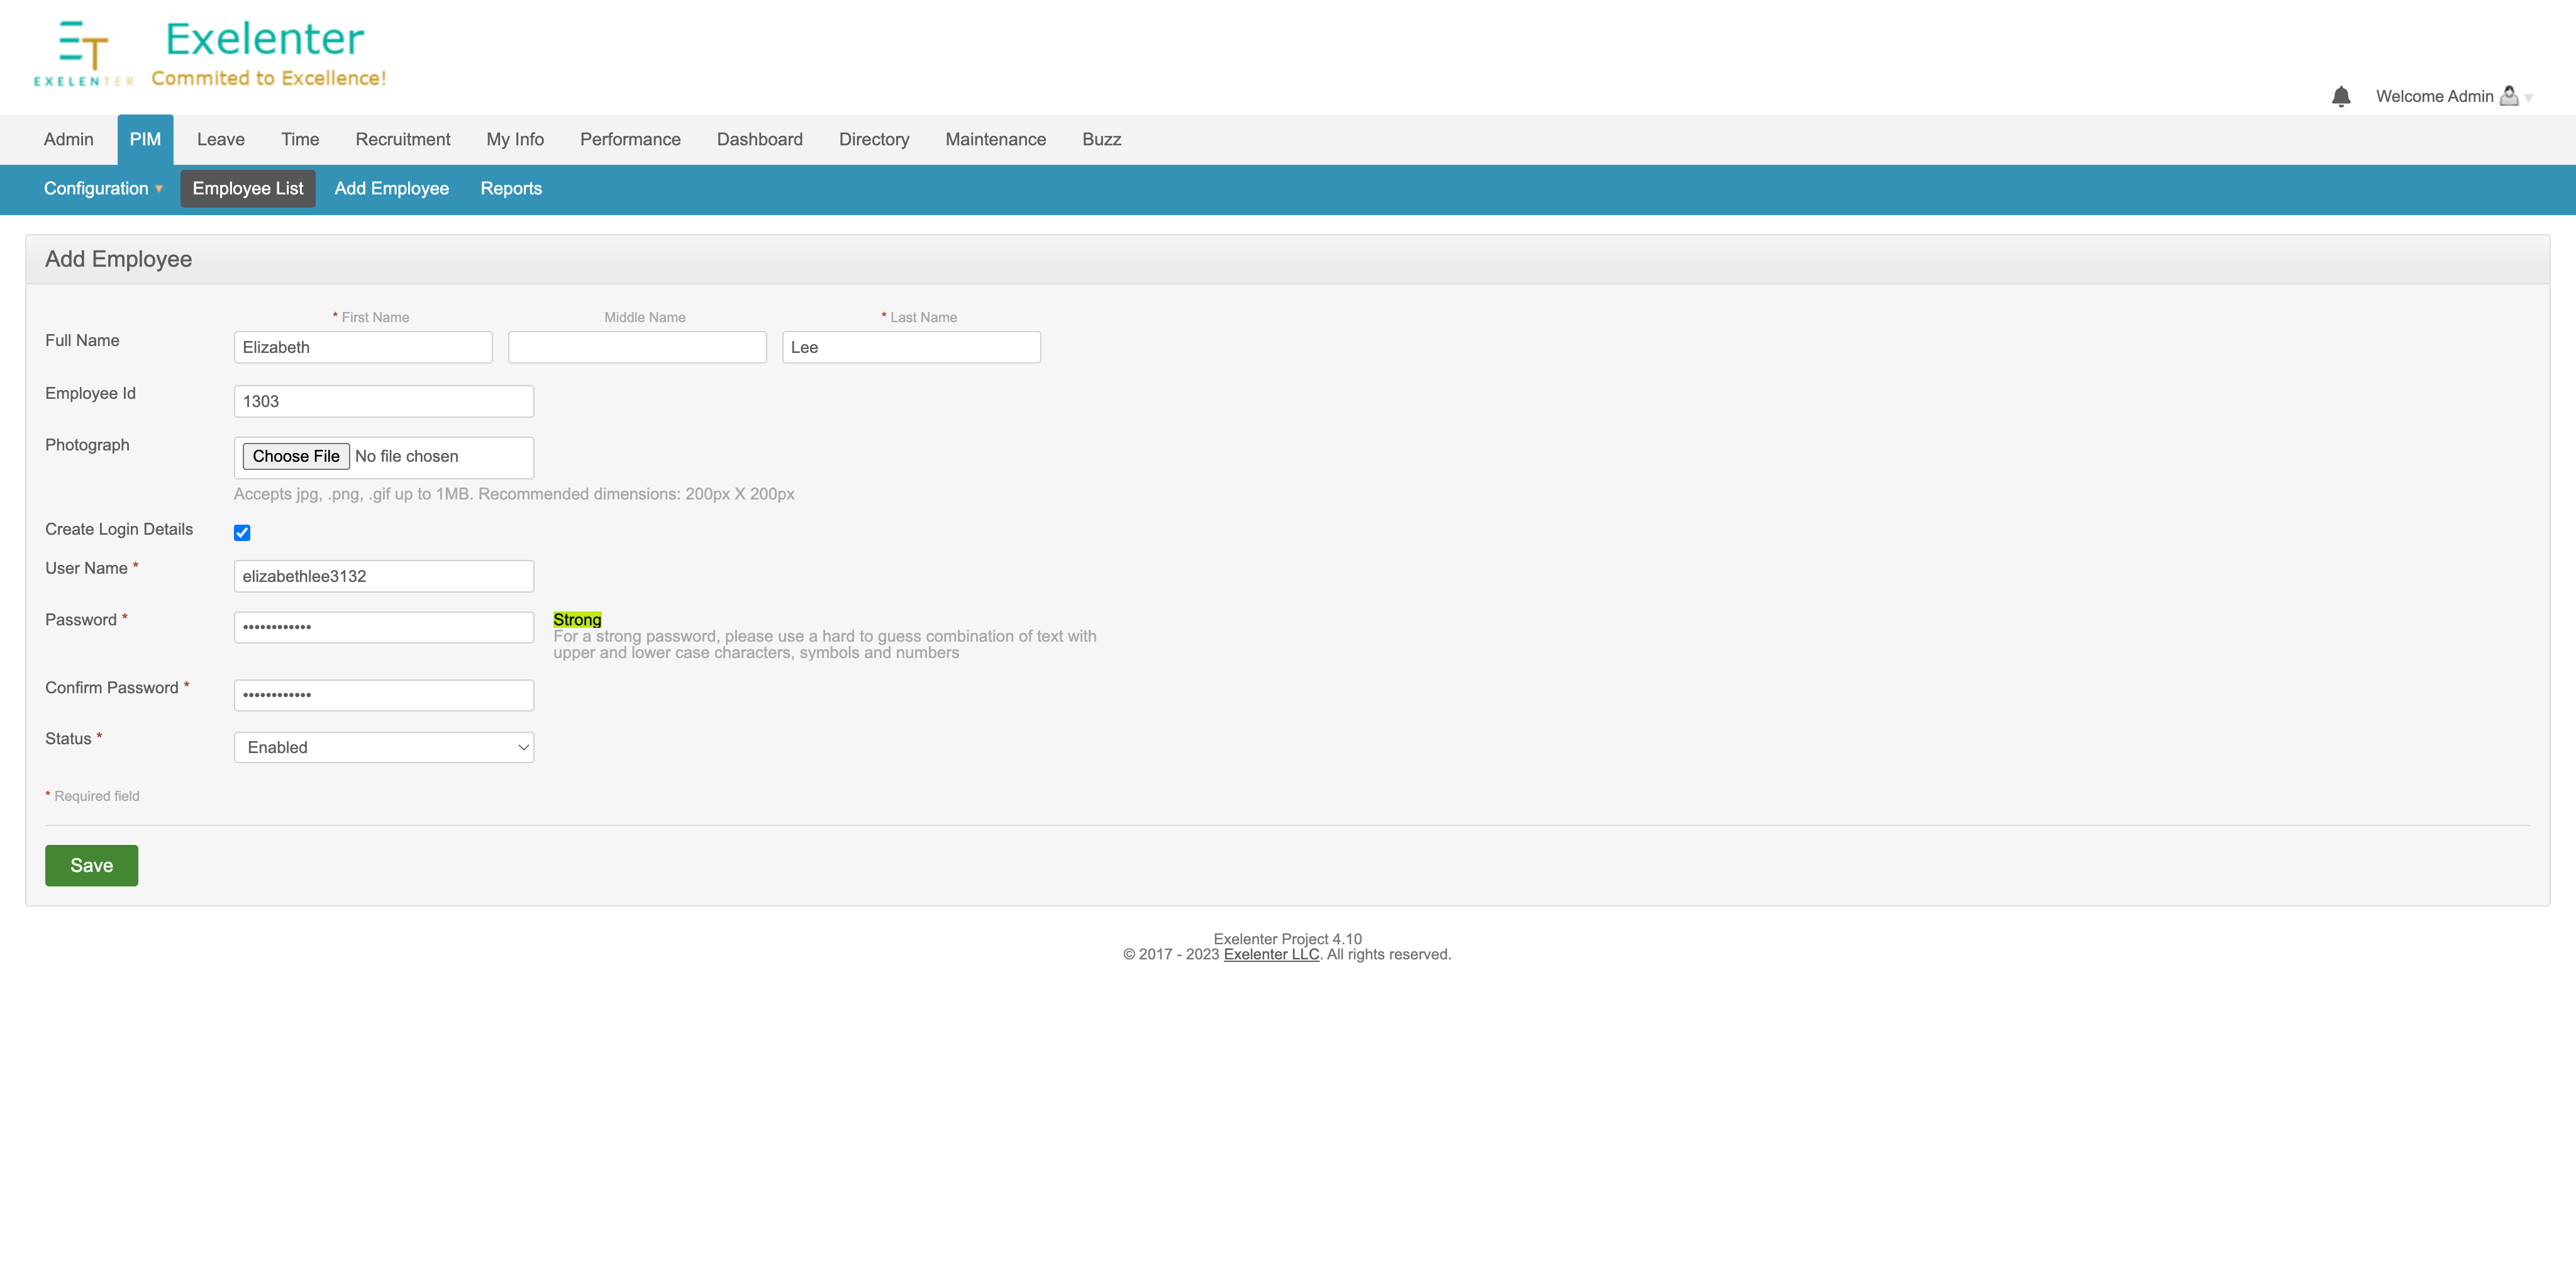 ET
EXELENTER
Exelenter
Commited to Excellence!
Welcome Admin
Admin PIM Leave Time Recruitment My Info Performance Dashboard Directory Maintenance Buzz
Configuration Employee List Add Employee Reports
Add Employee
* First Name Middle Name * Last Name
Full Name Elizabeth Lee
Employee Id 1303
Photograph Choose File No file chosen
Accepts jpg, .png, .gif up to 1MB. Recommended dimensions: 200px X 200px
Create Login Details
User Name * elizabethlee3132
Password * •••••••••••• Strong
For a strong password, please use a hard to guess combination of text with
upper and lower case characters, symbols and numbers
Confirm Password * ••••••••••••
Status * Enabled
* Required field
Save
Exelenter Project 4.10
© 2017 - 2023 Exelenter LLC. All rights reserved.